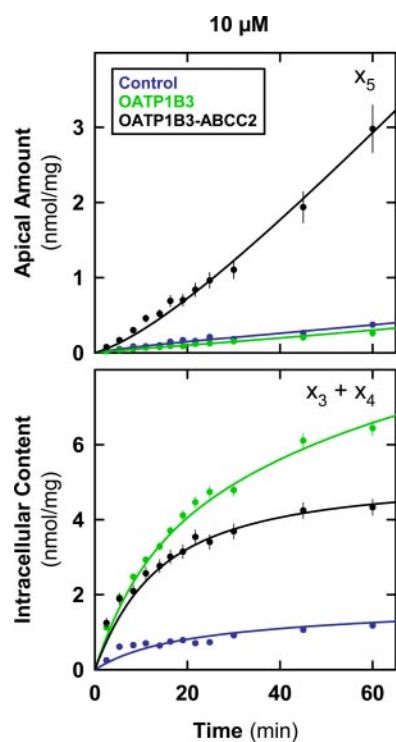 10 µM
Control
OATP1B3
OATP1B3-ABCC2
x5
Apical Amount
(nmol/mg)
3
2
1
0
x3 + x4
Intracellular Content
(nmol/mg)
6
4
2
0
0 20 40 60
Time (min)